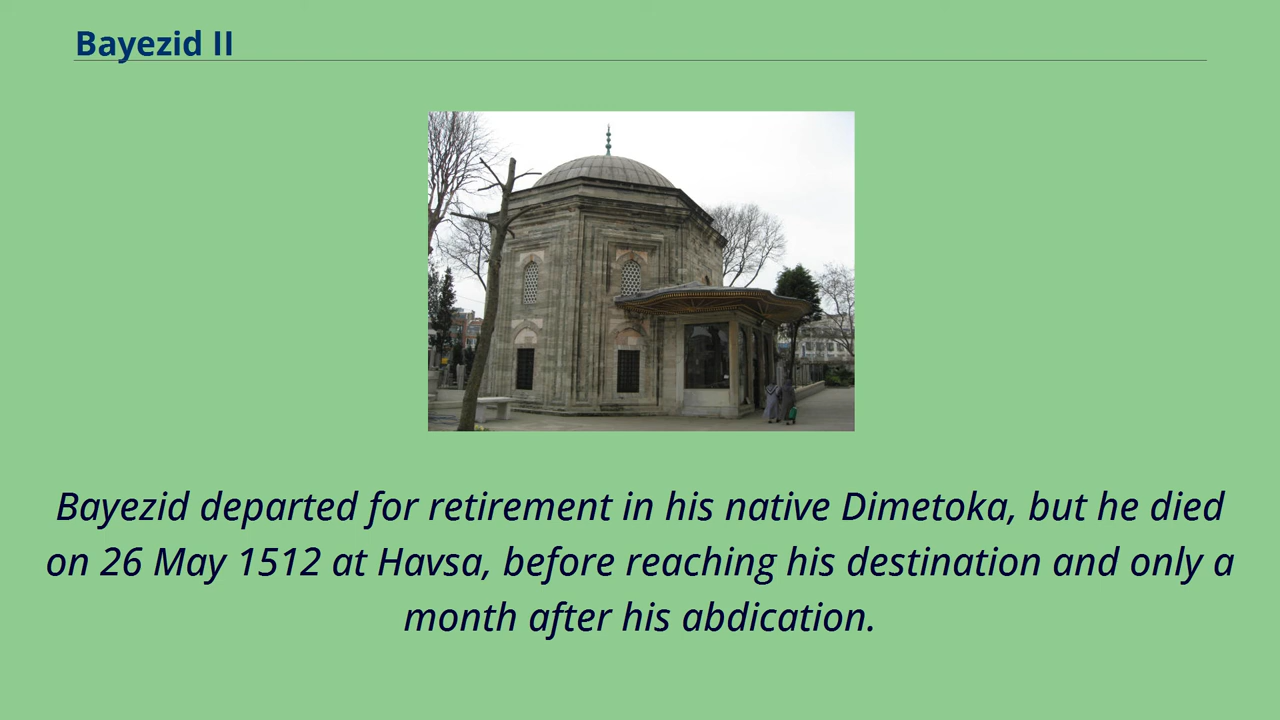 Bayezid II
Bayezid departed for retirement in his native Dimetoka, but he died
on 26 May 1512 at Havsa, before reaching his destination and only a
month after his abdication.